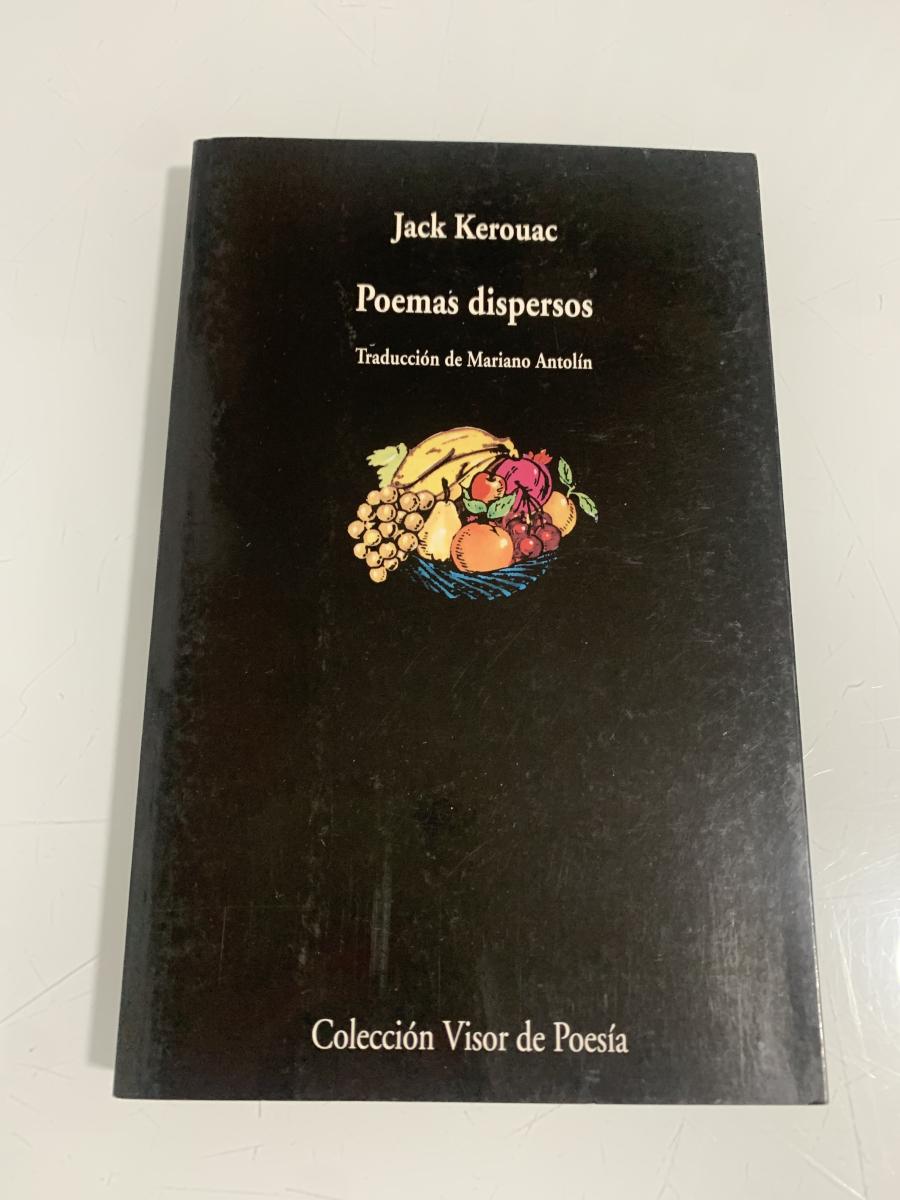 Jack Kerouac
Poemas dispersos
Traducción de Mariano Antolín
Colección Visor de Poesía